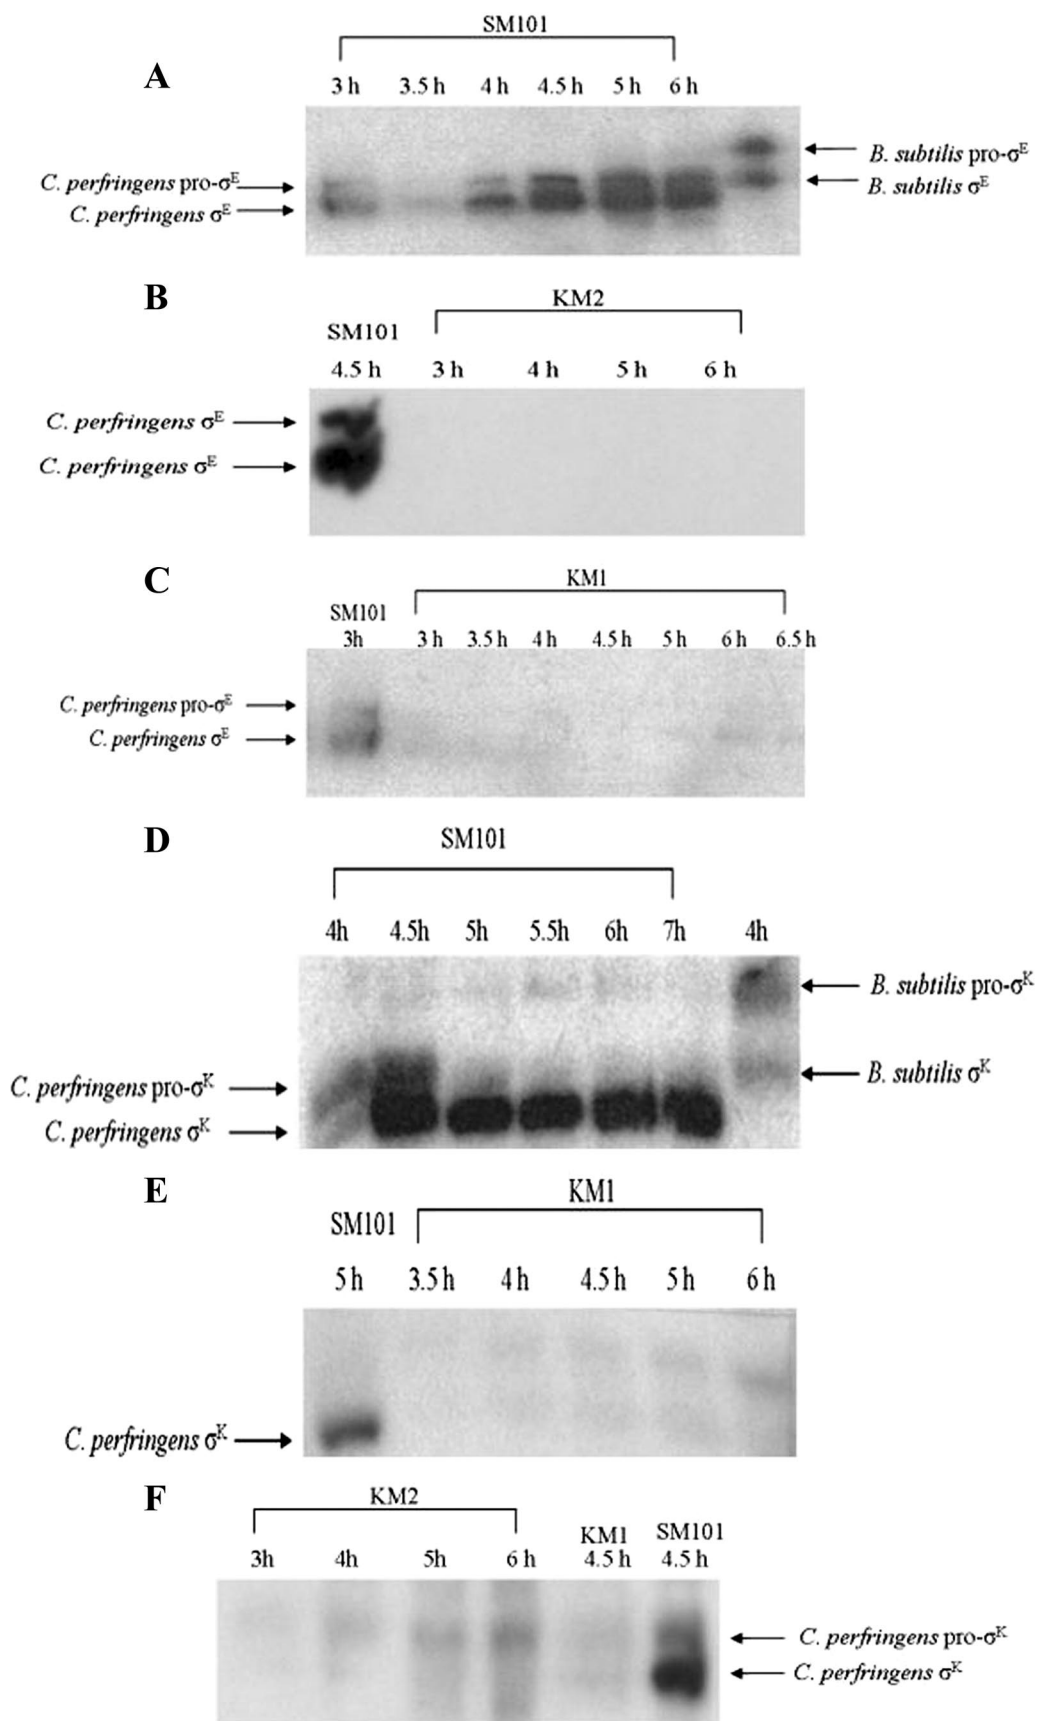 SM101
A
3 h 3.5 h 4 h 4.5 h 5 h 6 h
B. subtilis pro-σᴱ
C. perfringens pro-σᴱ
B. subtilis σᴱ
C. perfringens σᴱ
B
KM2
SM101
4.5 h 3 h 4 h 5 h 6 h
C. perfringens σᴱ
C. perfringens σᴱ
C
KM1
SM101
3h 3 h 3.5 h 4 h 4.5 h 5 h 6 h 6.5 h
C. perfringens pro-σᴱ
C. perfringens σᴱ
D
SM101
4h 4.5h 5h 5.5h 6h 7h 4h
B. subtilis pro-σᴷ
B. subtilis σᴷ
C. perfringens pro-σᴷ
C. perfringens σᴷ
E
KM1
SM101
5 h 3.5 h 4 h 4.5 h 5 h 6 h
C. perfringens σᴷ
F
KM2
KM1 SM101
3h 4h 5h 6 h 4.5 h 4.5 h
C. perfringens pro-σᴷ
C. perfringens σᴷ